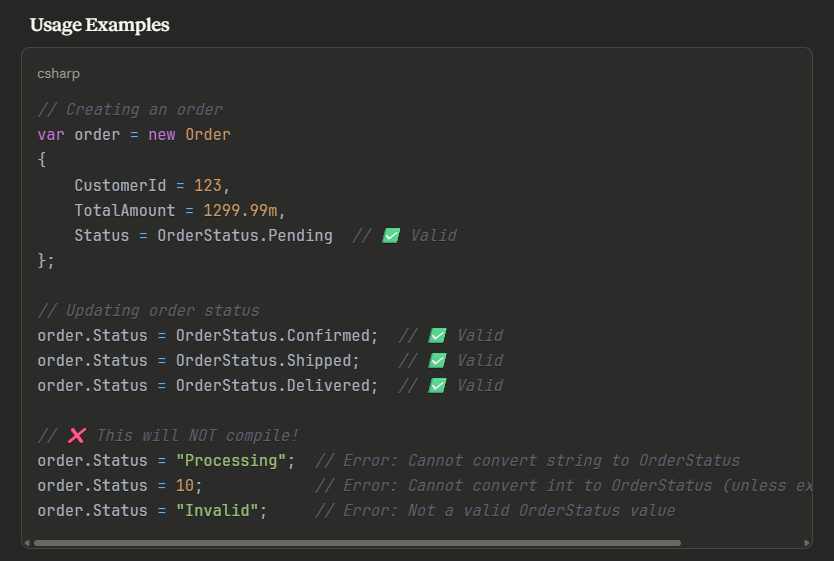 Usage Examples
csharp
// Creating an order
var order = new Order
{
    CustomerId = 123,
    TotalAmount = 1299.99m,
    Status = OrderStatus.Pending  // ✅ Valid
};

// Updating order status
order.Status = OrderStatus.Confirmed;  // ✅ Valid
order.Status = OrderStatus.Shipped;    // ✅ Valid
order.Status = OrderStatus.Delivered;  // ✅ Valid

// ❌ This will NOT compile!
order.Status = "Processing";  // Error: Cannot convert string to OrderStatus
order.Status = 10;            // Error: Cannot convert int to OrderStatus (unless
order.Status = "Invalid";     // Error: Not a valid OrderStatus value